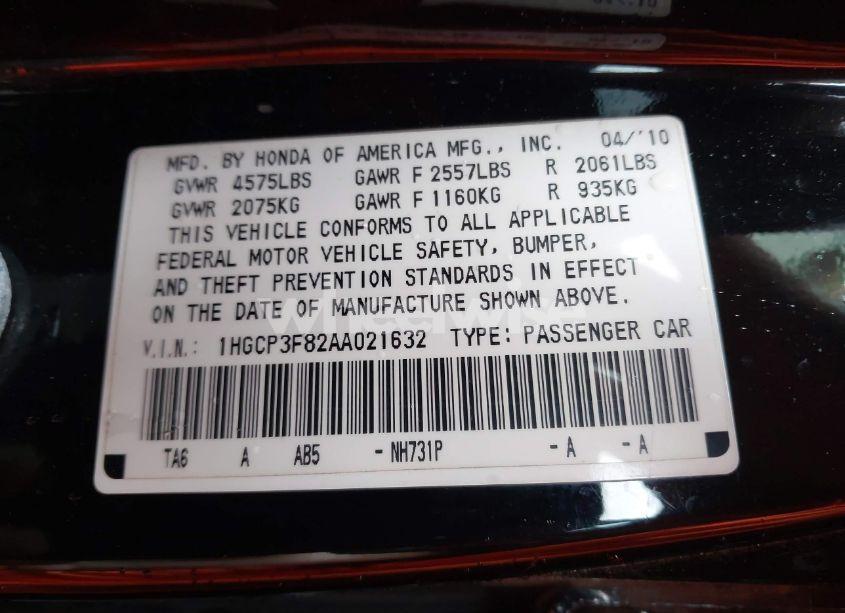 MFD. BY HONDA OF AMERICA MFG., INC. 04/'10
GVWR 4575LBS GAWR F 2557LBS R 2061LBS
GVWR 2075KG GAWR F 1160KG R 935KG
THIS VEHICLE CONFORMS TO ALL APPLICABLE
FEDERAL MOTOR VEHICLE SAFETY, BUMPER,
AND THEFT PREVENTION STANDARDS IN EFFECT
ON THE DATE OF MANUFACTURE SHOWN ABOVE.
V.I.N.: 1HGCP3F82AA021632 TYPE: PASSENGER CAR
TA6 A AB5 - NH731P - A - A